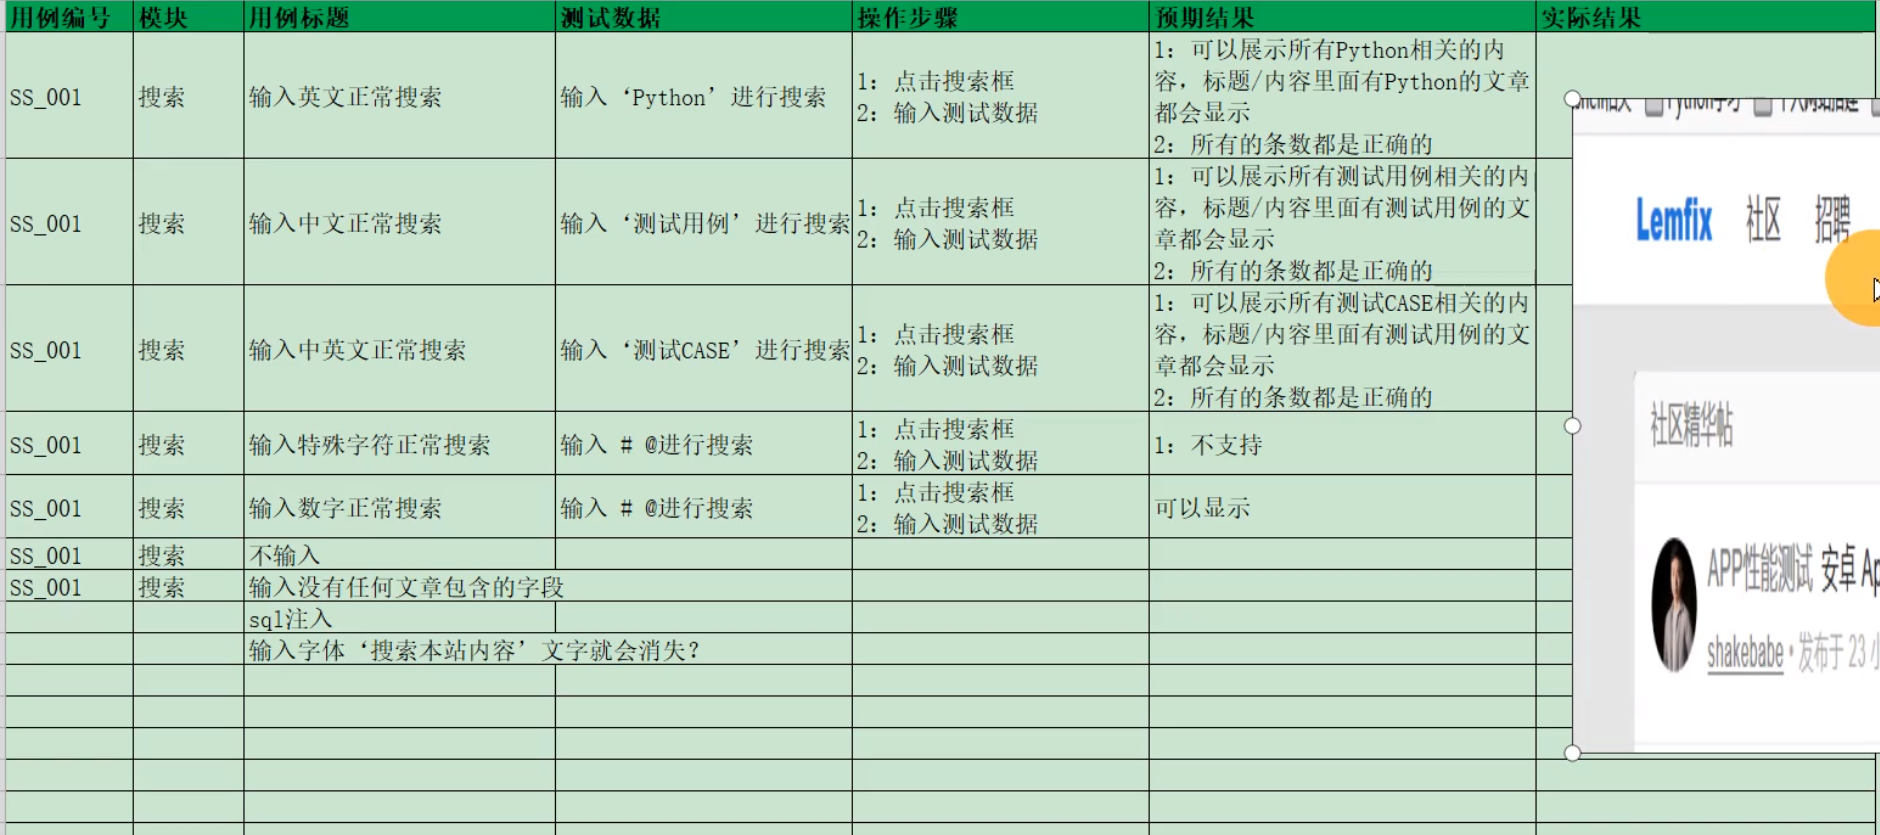 用例编号 模块 用例标题 测试数据 操作步骤 预期结果 实际结果
SS_001 搜索 输入英文正常搜索 输入‘Python’进行搜索
1：点击搜索框
2：输入测试数据
1：可以展示所有Python相关的内
容，标题/内容里面有Python的文章
都会显示
2：所有的条数都是正确的
SS_001 搜索 输入中文正常搜索 输入‘测试用例’进行搜索
1：点击搜索框
2：输入测试数据
1：可以展示所有测试用例相关的内
容，标题/内容里面有测试用例的文
章都会显示
2：所有的条数都是正确的
SS_001 搜索 输入中英文正常搜索 输入‘测试CASE’进行搜索
1：点击搜索框
2：输入测试数据
1：可以展示所有测试CASE相关的内
容，标题/内容里面有测试用例的文
章都会显示
2：所有的条数都是正确的
SS_001 搜索 输入特殊字符正常搜索 输入 # @进行搜索
1：点击搜索框
2：输入测试数据
1：不支持
SS_001 搜索 输入数字正常搜索 输入 # @进行搜索
1：点击搜索框
2：输入测试数据
可以显示
SS_001 搜索 不输入
SS_001 搜索 输入没有任何文章包含的字段
sql注入
输入字体‘搜索本站内容’文字就会消失？
Lemfix 社区 招聘
社区精华帖
APP性能测试 安卓 Ap
shakebabe • 发布于 23 小